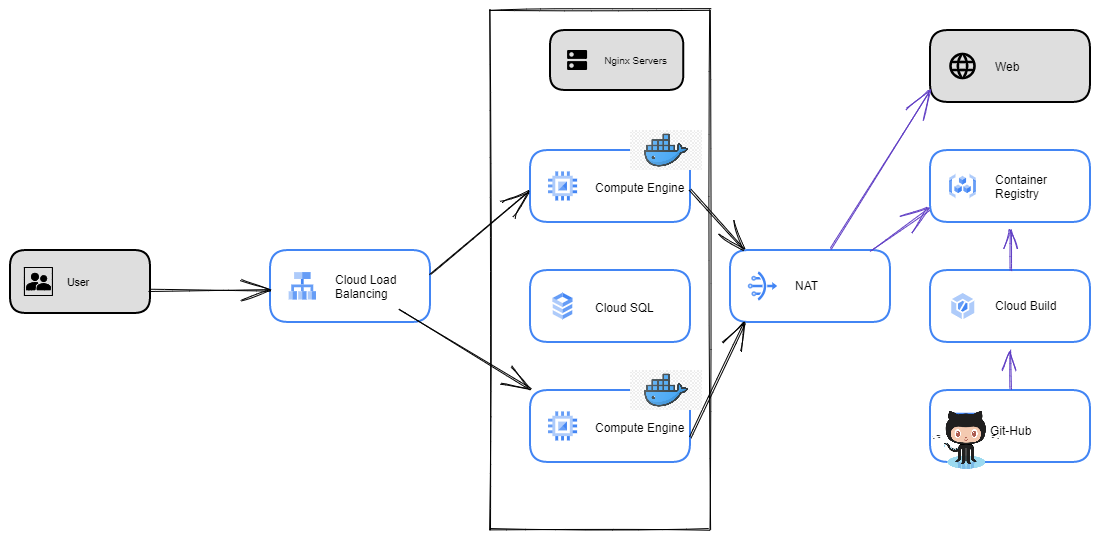 Nginx Servers
Web
Compute Engine
Container
Registry
User
Cloud Load
Balancing
Cloud SQL
NAT
Cloud Build
Compute Engine
Git-Hub